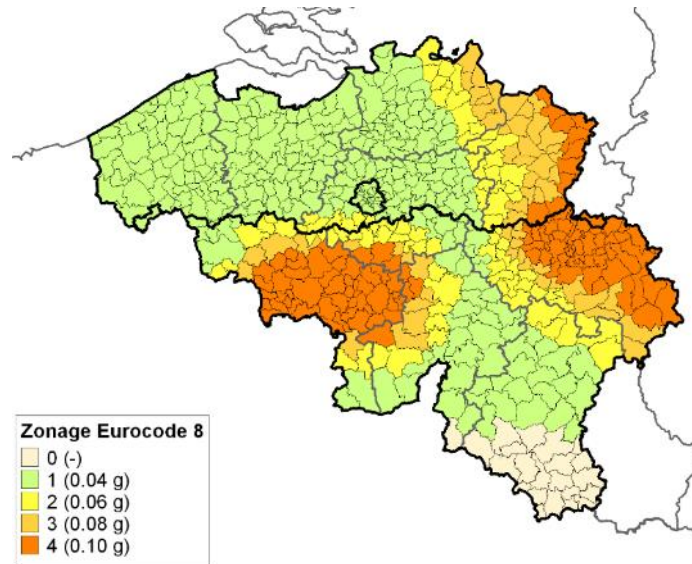 Zonage Eurocode 8
0 (-)
1 (0.04 g)
2 (0.06 g)
3 (0.08 g)
4 (0.10 g)